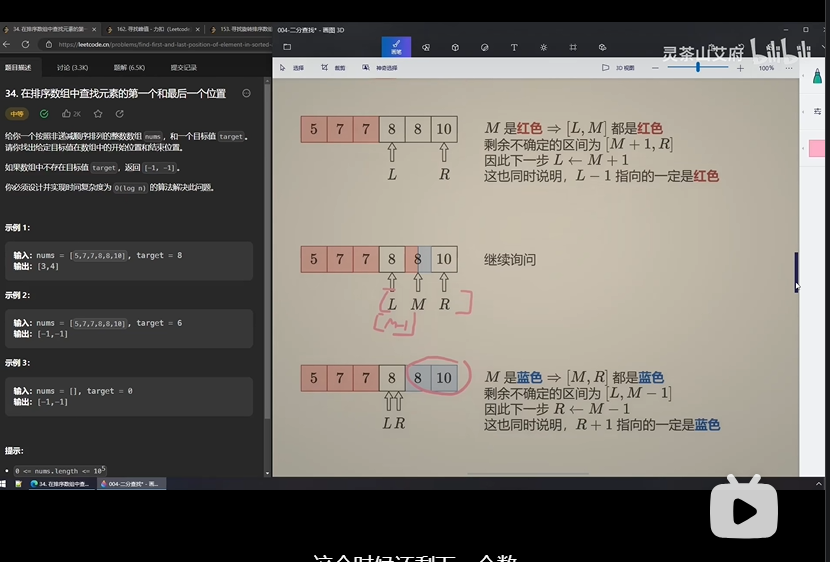 34. 在排序数组中查找元素的第一
162. 寻找峰值 - 力扣 (Leetcode
153. 寻找旋转排序数组
004-二分查找* - 画图 3D
https://leetcode.cn/problems/find-first-and-last-position-of-element-in-sorted-
画笔
灵茶山艾府
bilibili
题目描述
讨论 (3.3K)
题解 (6.5K)
提交记录
选择
裁剪
神奇选择
3D 视图
100%
34. 在排序数组中查找元素的第一个和最后一个位置
中等
2K
给你一个按照非递减顺序排列的整数数组 nums，和一个目标值 target。
请你找出给定目标值在数组中的开始位置和结束位置。
如果数组中不存在目标值 target，返回 [-1, -1]。
你必须设计并实现时间复杂度为 O(log n) 的算法解决此问题。
示例 1：
输入：nums = [5,7,7,8,8,10], target = 8
输出：[3,4]
示例 2：
输入：nums = [5,7,7,8,8,10], target = 6
输出：[-1,-1]
示例 3：
输入：nums = [], target = 0
输出：[-1,-1]
提示：
0 <= nums.length <= 10^5
5 7 7 8 8 10
L R
M 是红色 ⇒ [L, M] 都是红色
剩余不确定的区间为 [M + 1, R]
因此下一步 L ← M + 1
这也同时说明，L − 1 指向的一定是红色
5 7 7 8 8 10
L M R
[M-1]
继续询问
5 7 7 8 8 10
L R
M 是蓝色 ⇒ [M, R] 都是蓝色
剩余不确定的区间为 [L, M − 1]
因此下一步 R ← M − 1
这也同时说明，R + 1 指向的一定是蓝色
34. 在排序数组中查...
004-二分查找* - 画...